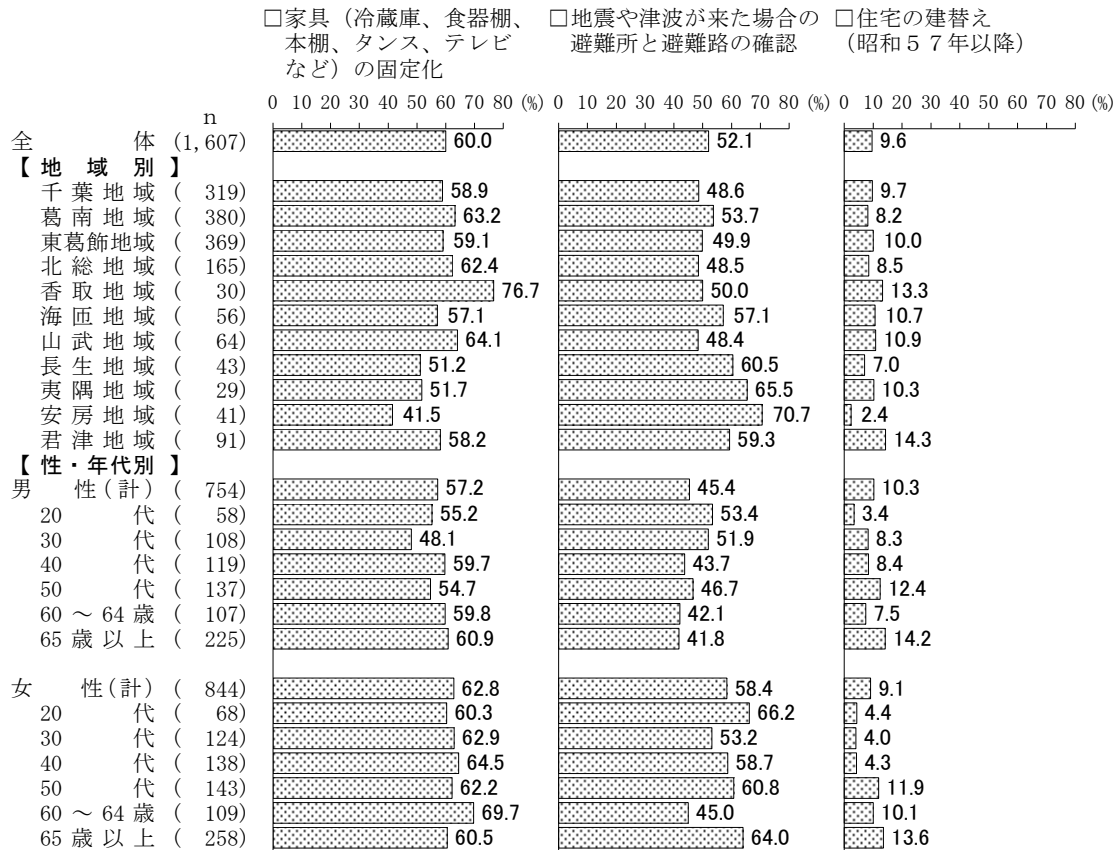 □家具（冷蔵庫、食器棚、 □地震や津波が来た場合の □住宅の建替え
本棚、タンス、テレビ 避難所と避難路の確認 （昭和５７年以降）
など）の固定化
0 10 20 30 40 50 60 70 80 (%) 0 10 20 30 40 50 60 70 80 (%) 0 10 20 30 40 50 60 70 80 (%)
n
全体 (1,607) 60.0 52.1 9.6
【地域別】
千葉地域 ( 319) 58.9 48.6 9.7
葛南地域 ( 380) 63.2 53.7 8.2
東葛飾地域 ( 369) 59.1 49.9 10.0
北総地域 ( 165) 62.4 48.5 8.5
香取地域 ( 30) 76.7 50.0 13.3
海匝地域 ( 56) 57.1 57.1 10.7
山武地域 ( 64) 64.1 48.4 10.9
長生地域 ( 43) 51.2 60.5 7.0
夷隅地域 ( 29) 51.7 65.5 10.3
安房地域 ( 41) 41.5 70.7 2.4
君津地域 ( 91) 58.2 59.3 14.3
【性・年代別】
男性(計) ( 754) 57.2 45.4 10.3
20代 ( 58) 55.2 53.4 3.4
30代 ( 108) 48.1 51.9 8.3
40代 ( 119) 59.7 43.7 8.4
50代 ( 137) 54.7 46.7 12.4
60～64歳 ( 107) 59.8 42.1 7.5
65歳以上 ( 225) 60.9 41.8 14.2
女性(計) ( 844) 62.8 58.4 9.1
20代 ( 68) 60.3 66.2 4.4
30代 ( 124) 62.9 53.2 4.0
40代 ( 138) 64.5 58.7 4.3
50代 ( 143) 62.2 60.8 11.9
60～64歳 ( 109) 69.7 45.0 10.1
65歳以上 ( 258) 60.5 64.0 13.6